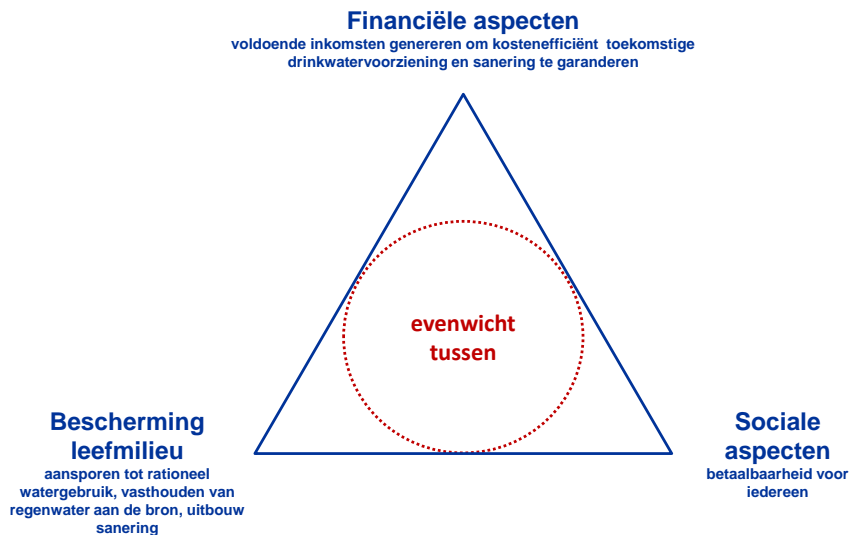 Financiële aspecten
voldoende inkomsten genereren om kostenefficiënt toekomstige
drinkwatervoorziening en sanering te garanderen
evenwicht
tussen
Bescherming
leefmilieu
aansporen tot rationeel
watergebruik, vasthouden van
regenwater aan de bron, uitbouw
sanering
Sociale
aspecten
betaalbaarheid voor
iedereen